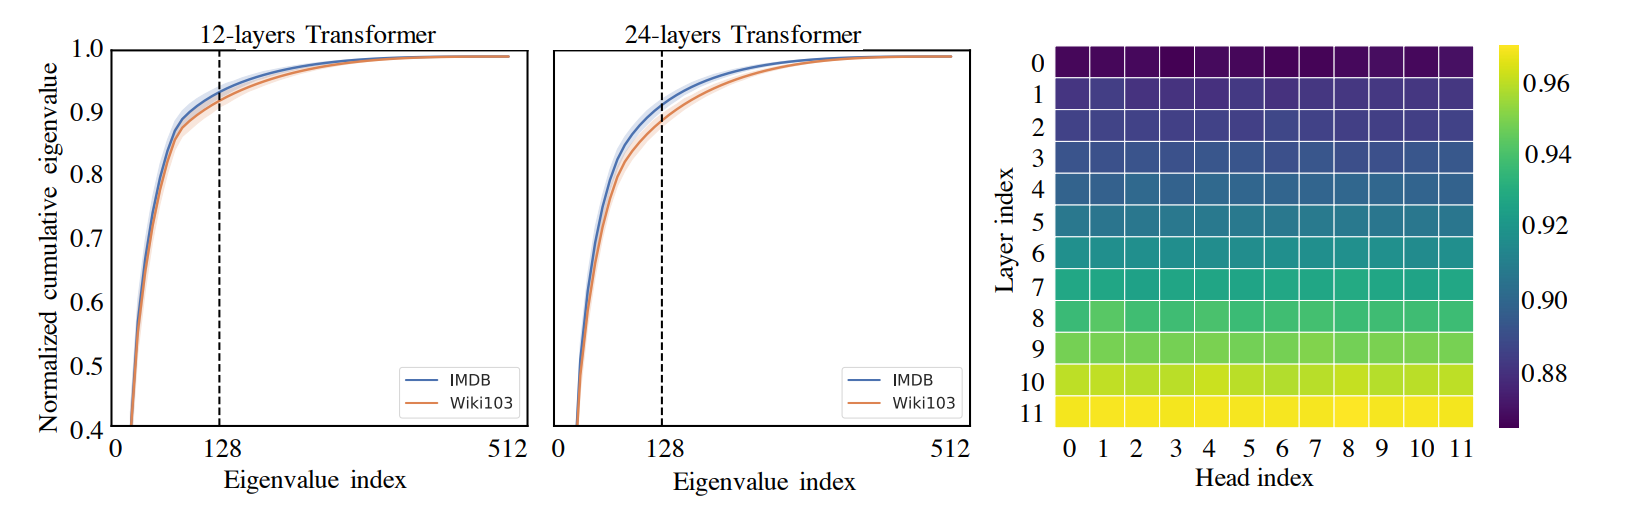 12-layers Transformer
1.0
0.9
0.8
0.7
0.6
0.5
0.4
Normalized cumulative eigenvalue
IMDB
Wiki103
0 128 512
Eigenvalue index
24-layers Transformer
IMDB
Wiki103
0 128 512
Eigenvalue index
Layer index
0
1
2
3
4
5
6
7
8
9
10
11
0 1 2 3 4 5 6 7 8 9 10 11
Head index
0.96
0.94
0.92
0.90
0.88